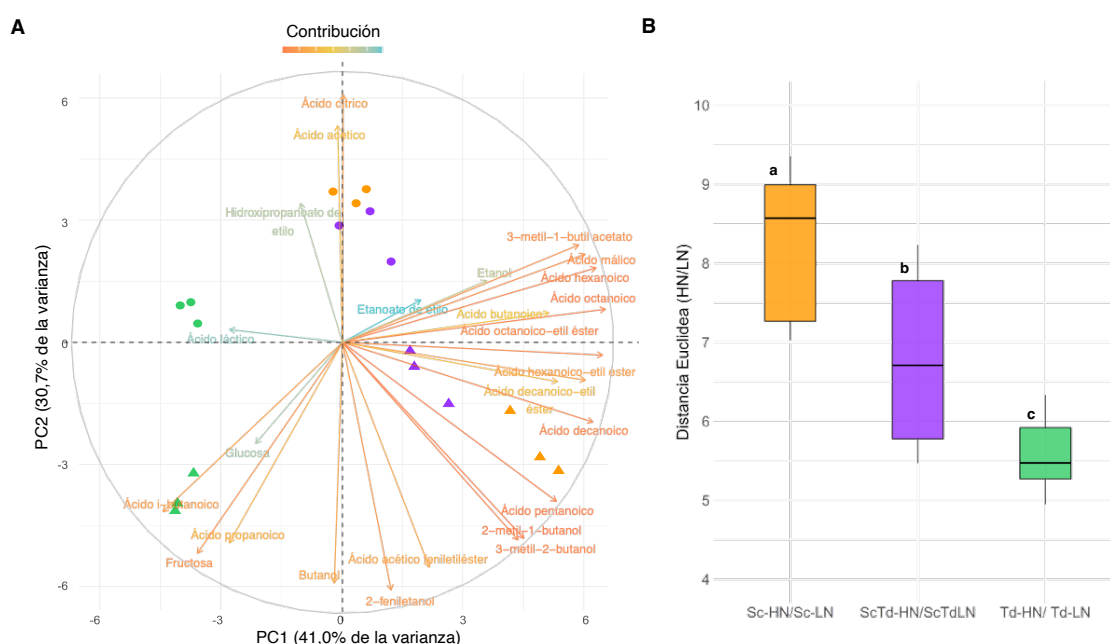 A
Contribución
B
6
3
0
-3
-6
PC2 (30,7% de la varianza)
Ácido cítrico
Ácido acético
Hidroxipropanoato de
etilo
3-metil-1-butil acetato
Ácido málico
Etanol
Ácido hexanoico
Ácido octanoico
Etanoato de etilo
Ácido butanoico
Ácido octanoico-etil éster
Ácido láctico
Ácido hexanoico-etil éster
Ácido decanoico-etil
éster
Ácido decanoico
Glucosa
Ácido i-butanoico
Ácido pentanoico
2-metil-1-butanol
Ácido propanoico
3-metil-2-butanol
Ácido acético feniletiléster
Fructosa
Butanol
2-feniletanol
-6
-3
0
3
6
PC1 (41,0% de la varianza)
Distancia Euclídea (HN/LN)
10
9
8
7
6
5
4
a
b
c
Sc-HN/Sc-LN
ScTd-HN/ScTdLN
Td-HN/ Td-LN